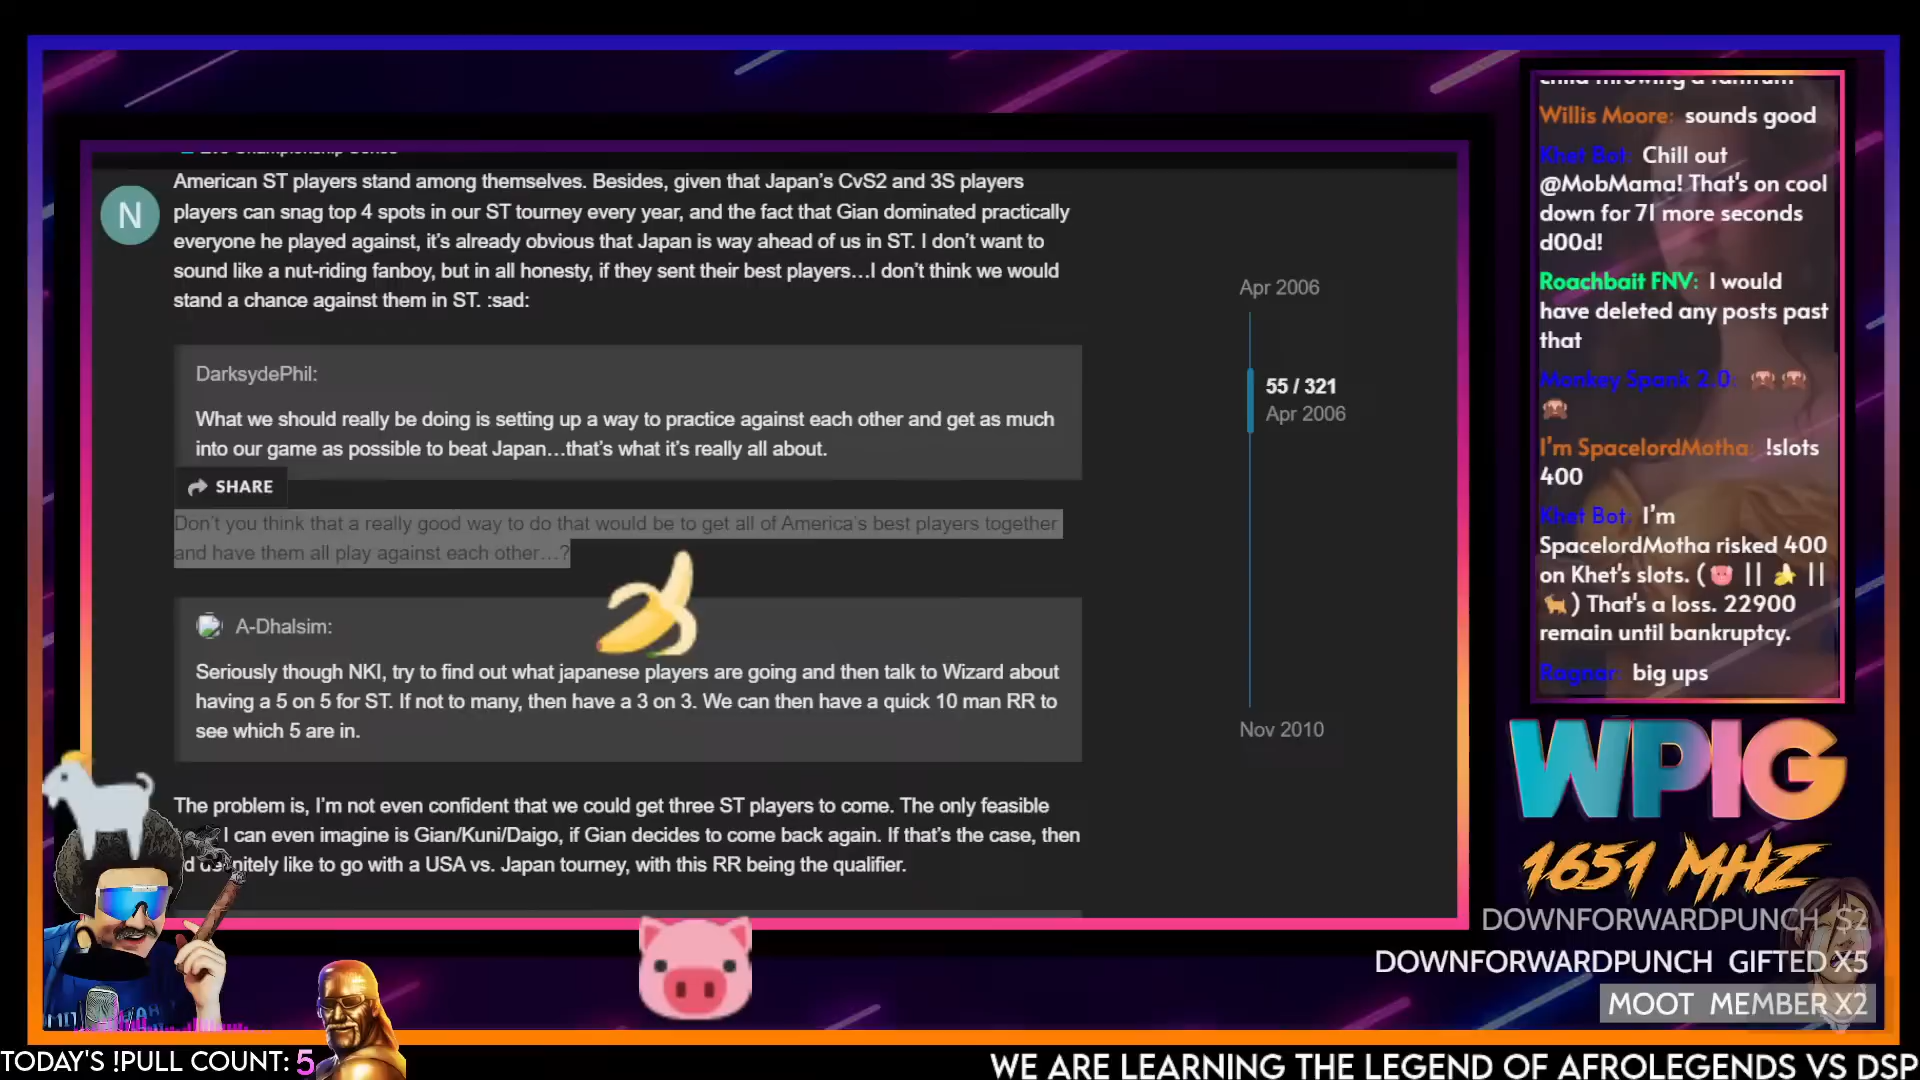 American ST players stand among themselves. Besides, given that Japan's CvS2 and 3S players
players can snag top 4 spots in our ST tourney every year, and the fact that Gian dominated practically
everyone he played against, it's already obvious that Japan is way ahead of us in ST. I don't want to
sound like a nut-riding fanboy, but in all honesty, if they sent their best players…I don't think we would
stand a chance against them in ST. :sad:
N
DarksydePhil:
What we should really be doing is setting up a way to practice against each other and get as much
into our game as possible to beat Japan…that's what it's really all about.
SHARE
Don't you think that a really good way to do that would be to get all of America's best players together
and have them all play against each other…?
A-Dhalsim:
Seriously though NKI, try to find out what japanese players are going and then talk to Wizard about
having a 5 on 5 for ST. If not to many, then have a 3 on 3. We can then have a quick 10 man RR to
see which 5 are in.
The problem is, I'm not even confident that we could get three ST players to come. The only feasible
I can even imagine is Gian/Kuni/Daigo, if Gian decides to come back again. If that's the case, then
like to go with a USA vs. Japan tourney, with this RR being the qualifier.
Apr 2006
55 / 321
Apr 2006
Nov 2010
Willis Moore: sounds good
Khet Bot: Chill out
@MobMama! That's on cool
down for 71 more seconds
d00d!
Roachbait FNV: I would
have deleted any posts past
that
Monkey Spank 2.0:
I'm SpacelordMotha: !slots
400
Khet Bot: I'm
SpacelordMotha risked 400
on Khet's slots. ( || ||
) That's a loss. 22900
remain until bankruptcy.
Ragnar: big ups
WPIG
1651 MHZ
DOWNFORWARDPUNCH $2
DOWNFORWARDPUNCH GIFTED X5
MOOT MEMBER X2
TODAY'S !PULL COUNT: 5
WE ARE LEARNING THE LEGEND OF AFROLEGENDS VS DSP